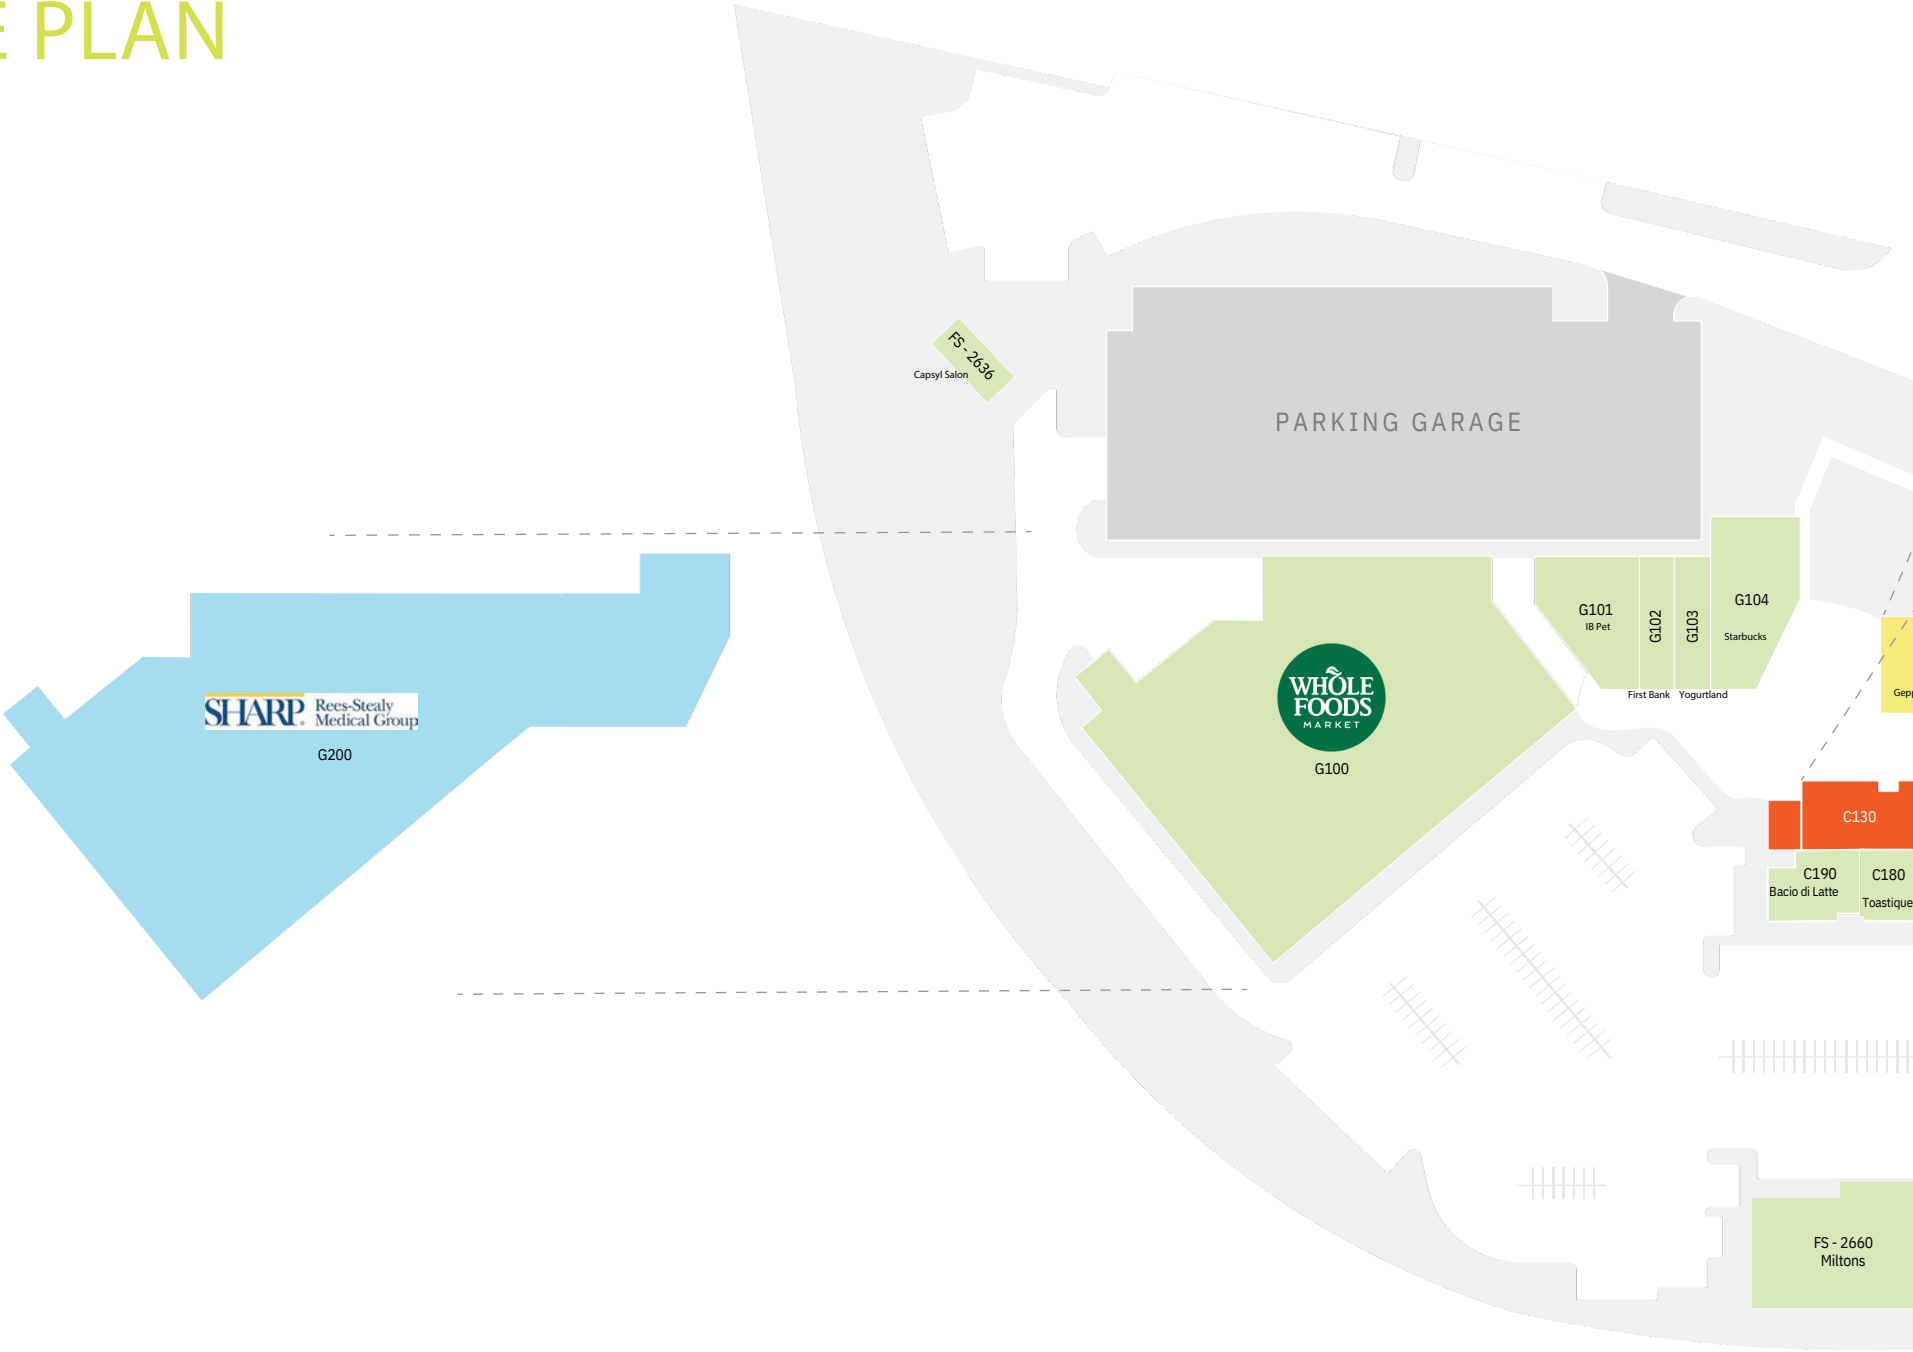 E PLAN
FS - 2636
Capsyl Salon
PARKING GARAGE
SHARP® Rees-Stealy
Medical Group
G200
WHOLE
FOODS
MARKET
G100
G101
IB Pet
G102
First Bank
G103
Yogurtland
G104
Starbucks
C130
C190
Bacio di Latte
C180
Toastique
FS - 2660
Miltons